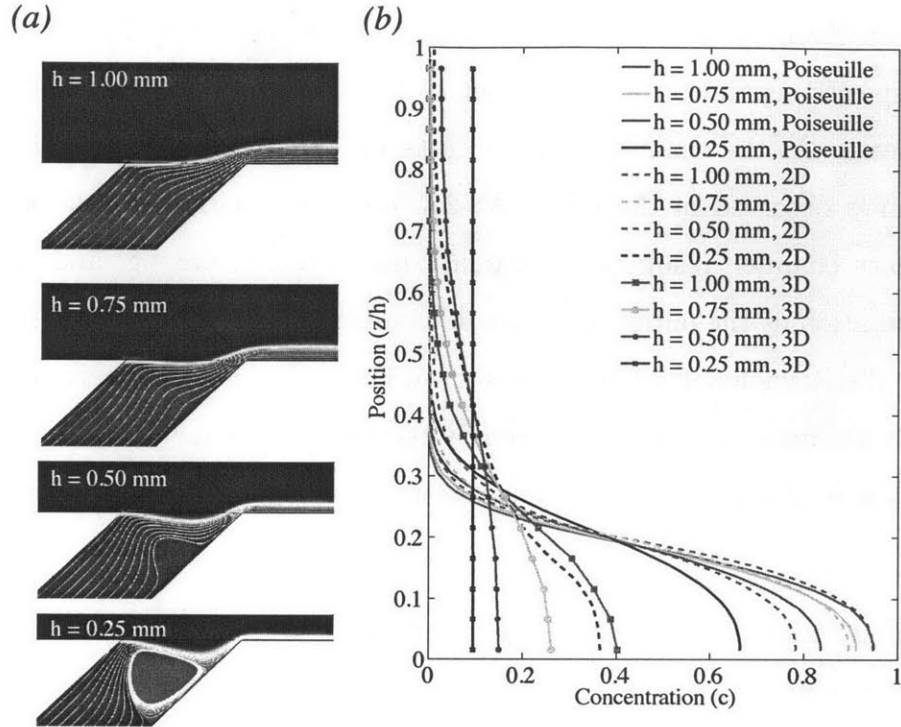 (a)
h = 1.00 mm
h = 0.75 mm
h = 0.50 mm
h = 0.25 mm
(b)
h = 1.00 mm, Poiseuille
h = 0.75 mm, Poiseuille
h = 0.50 mm, Poiseuille
h = 0.25 mm, Poiseuille
h = 1.00 mm, 2D
h = 0.75 mm, 2D
h = 0.50 mm, 2D
h = 0.25 mm, 2D
h = 1.00 mm, 3D
h = 0.75 mm, 3D
h = 0.50 mm, 3D
h = 0.25 mm, 3D
Position (z/h)
1
0.9
0.8
0.7
0.6
0.5
0.4
0.3
0.2
0.1
0
0
0.2
0.4
0.6
0.8
1
Concentration (c)